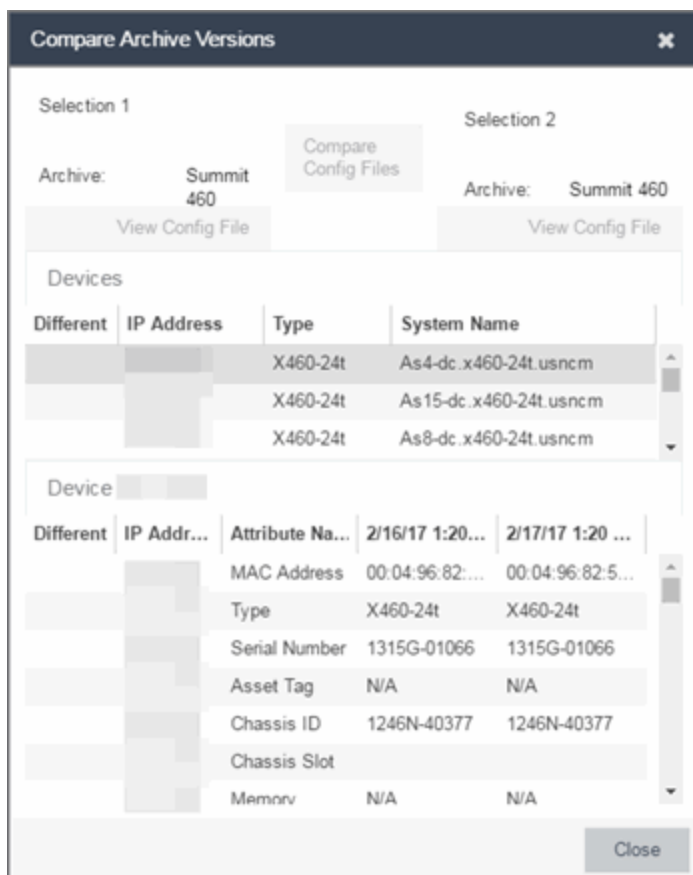 Compare Archive Versions
Selection 1
Selection 2
Compare
Config Files
Archive: Summit
460
Archive: Summit 460
View Config File
View Config File
Devices
Different IP Address Type System Name
X460-24t As4-dc.x460-24t.usncm
X460-24t As15-dc.x460-24t.usncm
X460-24t As8-dc.x460-24t.usncm
Device
Different IP Addr... Attribute Na... 2/16/17 1:20... 2/17/17 1:20 ...
MAC Address 00:04:96:82:... 00:04:96:82:5...
Type X460-24t X460-24t
Serial Number 1315G-01066 1315G-01066
Asset Tag N/A N/A
Chassis ID 1246N-40377 1246N-40377
Chassis Slot
Memory N/A N/A
Close